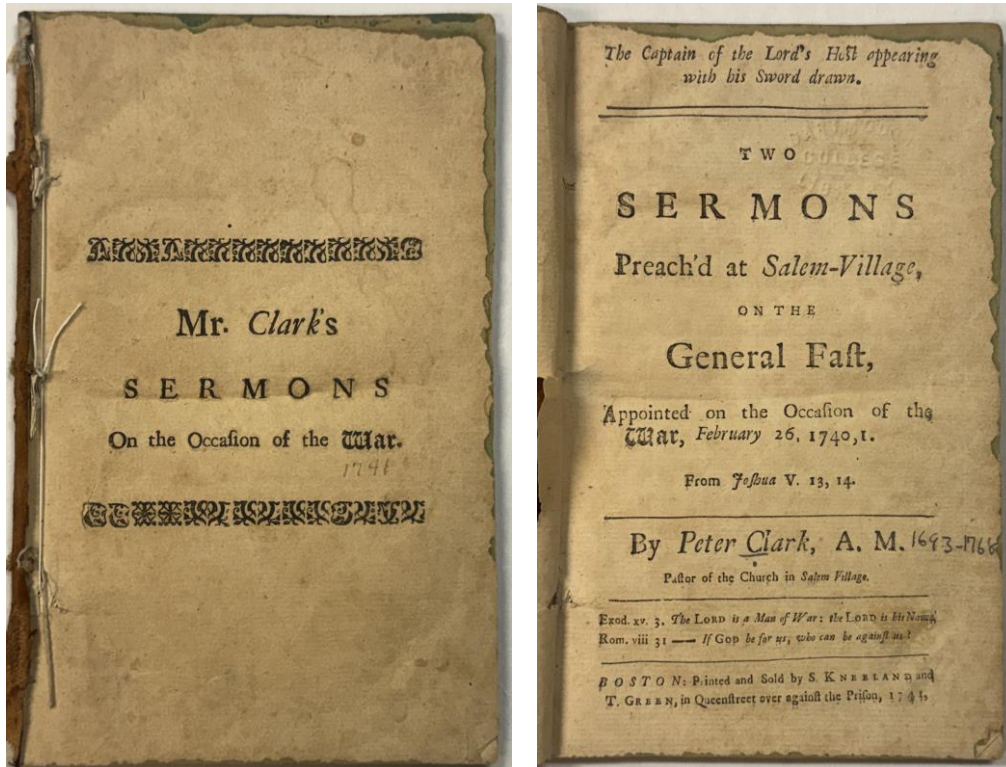 Mr. Clark's
SERMONS
On the Occaſion of the War.
1741
The Captain of the Lord's Hoſt appearing
with his Sword drawn.
TWO
SERMONS
Preach'd at Salem-Village,
ON THE
General Faſt,
Appointed on the Occaſion of the
War, February 26, 1740,1.
From Joſhua V. 13, 14.
By Peter Clark, A. M. 1693-1768
Paſtor of the Church in Salem Village.
Exod. xv. 3. The LORD is a Man of War: the LORD is his Name,
Rom. viii 31 — If GOD be for us, who can be againſt us?
BOSTON: Printed and Sold by S. KNEELAND and
T. GREEN, in Queenſtreet over againſt the Priſon, 1741,
COLLEGE